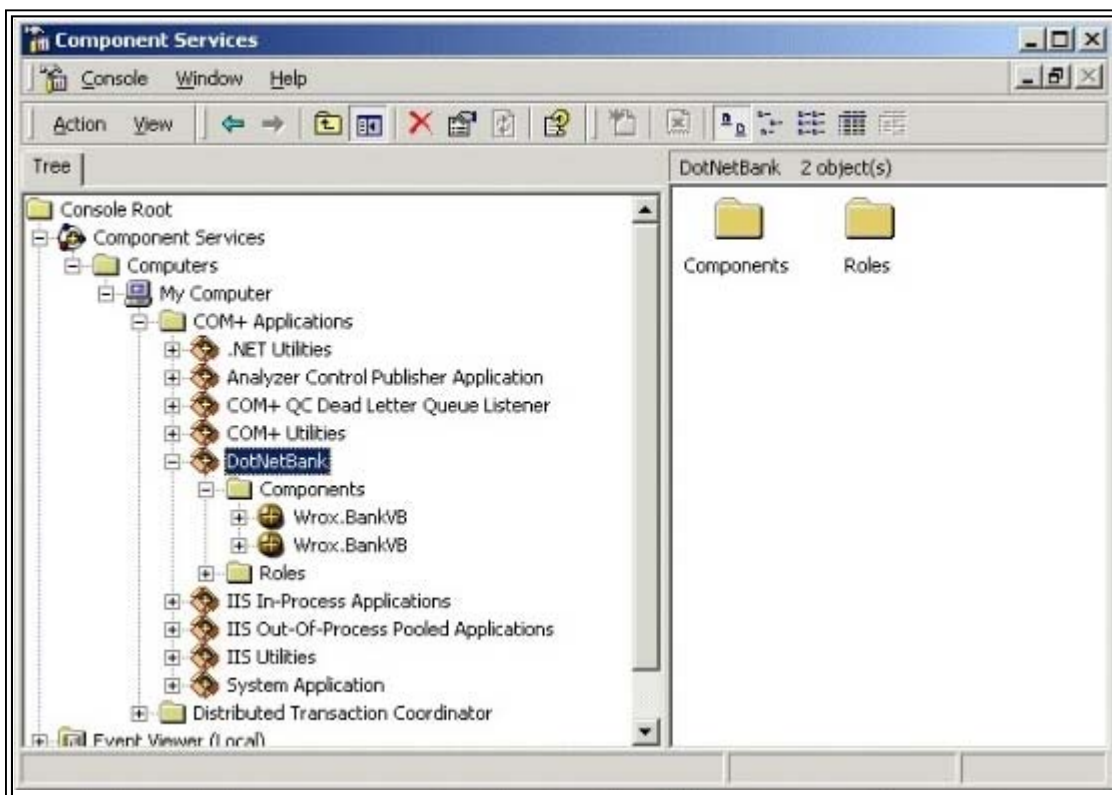 Component Services
Console Window Help
Action View
Tree
DotNetBank 2 object(s)
Console Root
Component Services
Computers
My Computer
COM+ Applications
.NET Utilities
Analyzer Control Publisher Application
COM+ QC Dead Letter Queue Listener
COM+ Utilities
DotNetBank
Components
Wrox.BankVB
Wrox.BankVB
Roles
IIS In-Process Applications
IIS Out-Of-Process Pooled Applications
IIS Utilities
System Application
Distributed Transaction Coordinator
Event Viewer (Local)
Components
Roles